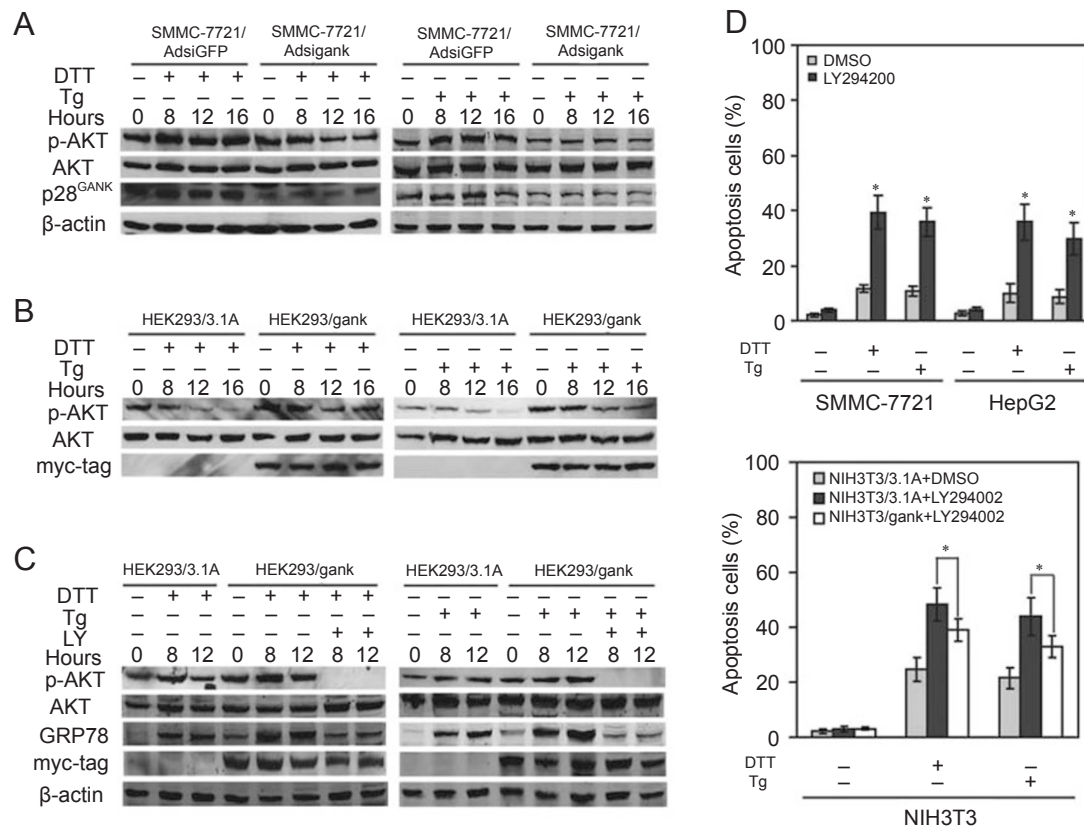 A
SMMC-7721/ AdsiGFP SMMC-7721/ Adsigank SMMC-7721/ AdsiGFP SMMC-7721/ Adsigank
DTT – + + + – + + + – – – – – – – –
Tg – – – – – – – – – + + + – + + +
Hours 0 8 12 16 0 8 12 16 0 8 12 16 0 8 12 16
p-AKT
AKT
p28GANK
β-actin
B
HEK293/3.1A HEK293/gank HEK293/3.1A HEK293/gank
DTT – + + + – + + + – – – – – – – –
Tg – – – – – – – – – + + + – + + +
Hours 0 8 12 16 0 8 12 16 0 8 12 16 0 8 12 16
p-AKT
AKT
myc-tag
C
HEK293/3.1A HEK293/gank HEK293/3.1A HEK293/gank
DTT – + + – + + + + – – – – – – – –
Tg – – – – – – – – – + + – + + + +
LY – – – – – – + + – – – – – – + +
Hours 0 8 12 0 8 12 8 12 0 8 12 0 8 12 8 12
p-AKT
AKT
GRP78
myc-tag
β-actin
D
Apoptosis cells (%)
100
80
60
40
20
0
DMSO
LY294200
* * * *
DTT – + – – + –
Tg – – + – – +
SMMC-7721 HepG2
Apoptosis cells (%)
100
80
60
40
20
0
NIH3T3/3.1A+DMSO
NIH3T3/3.1A+LY294002
NIH3T3/gank+LY294002
* *
DTT – + –
Tg – – +
NIH3T3